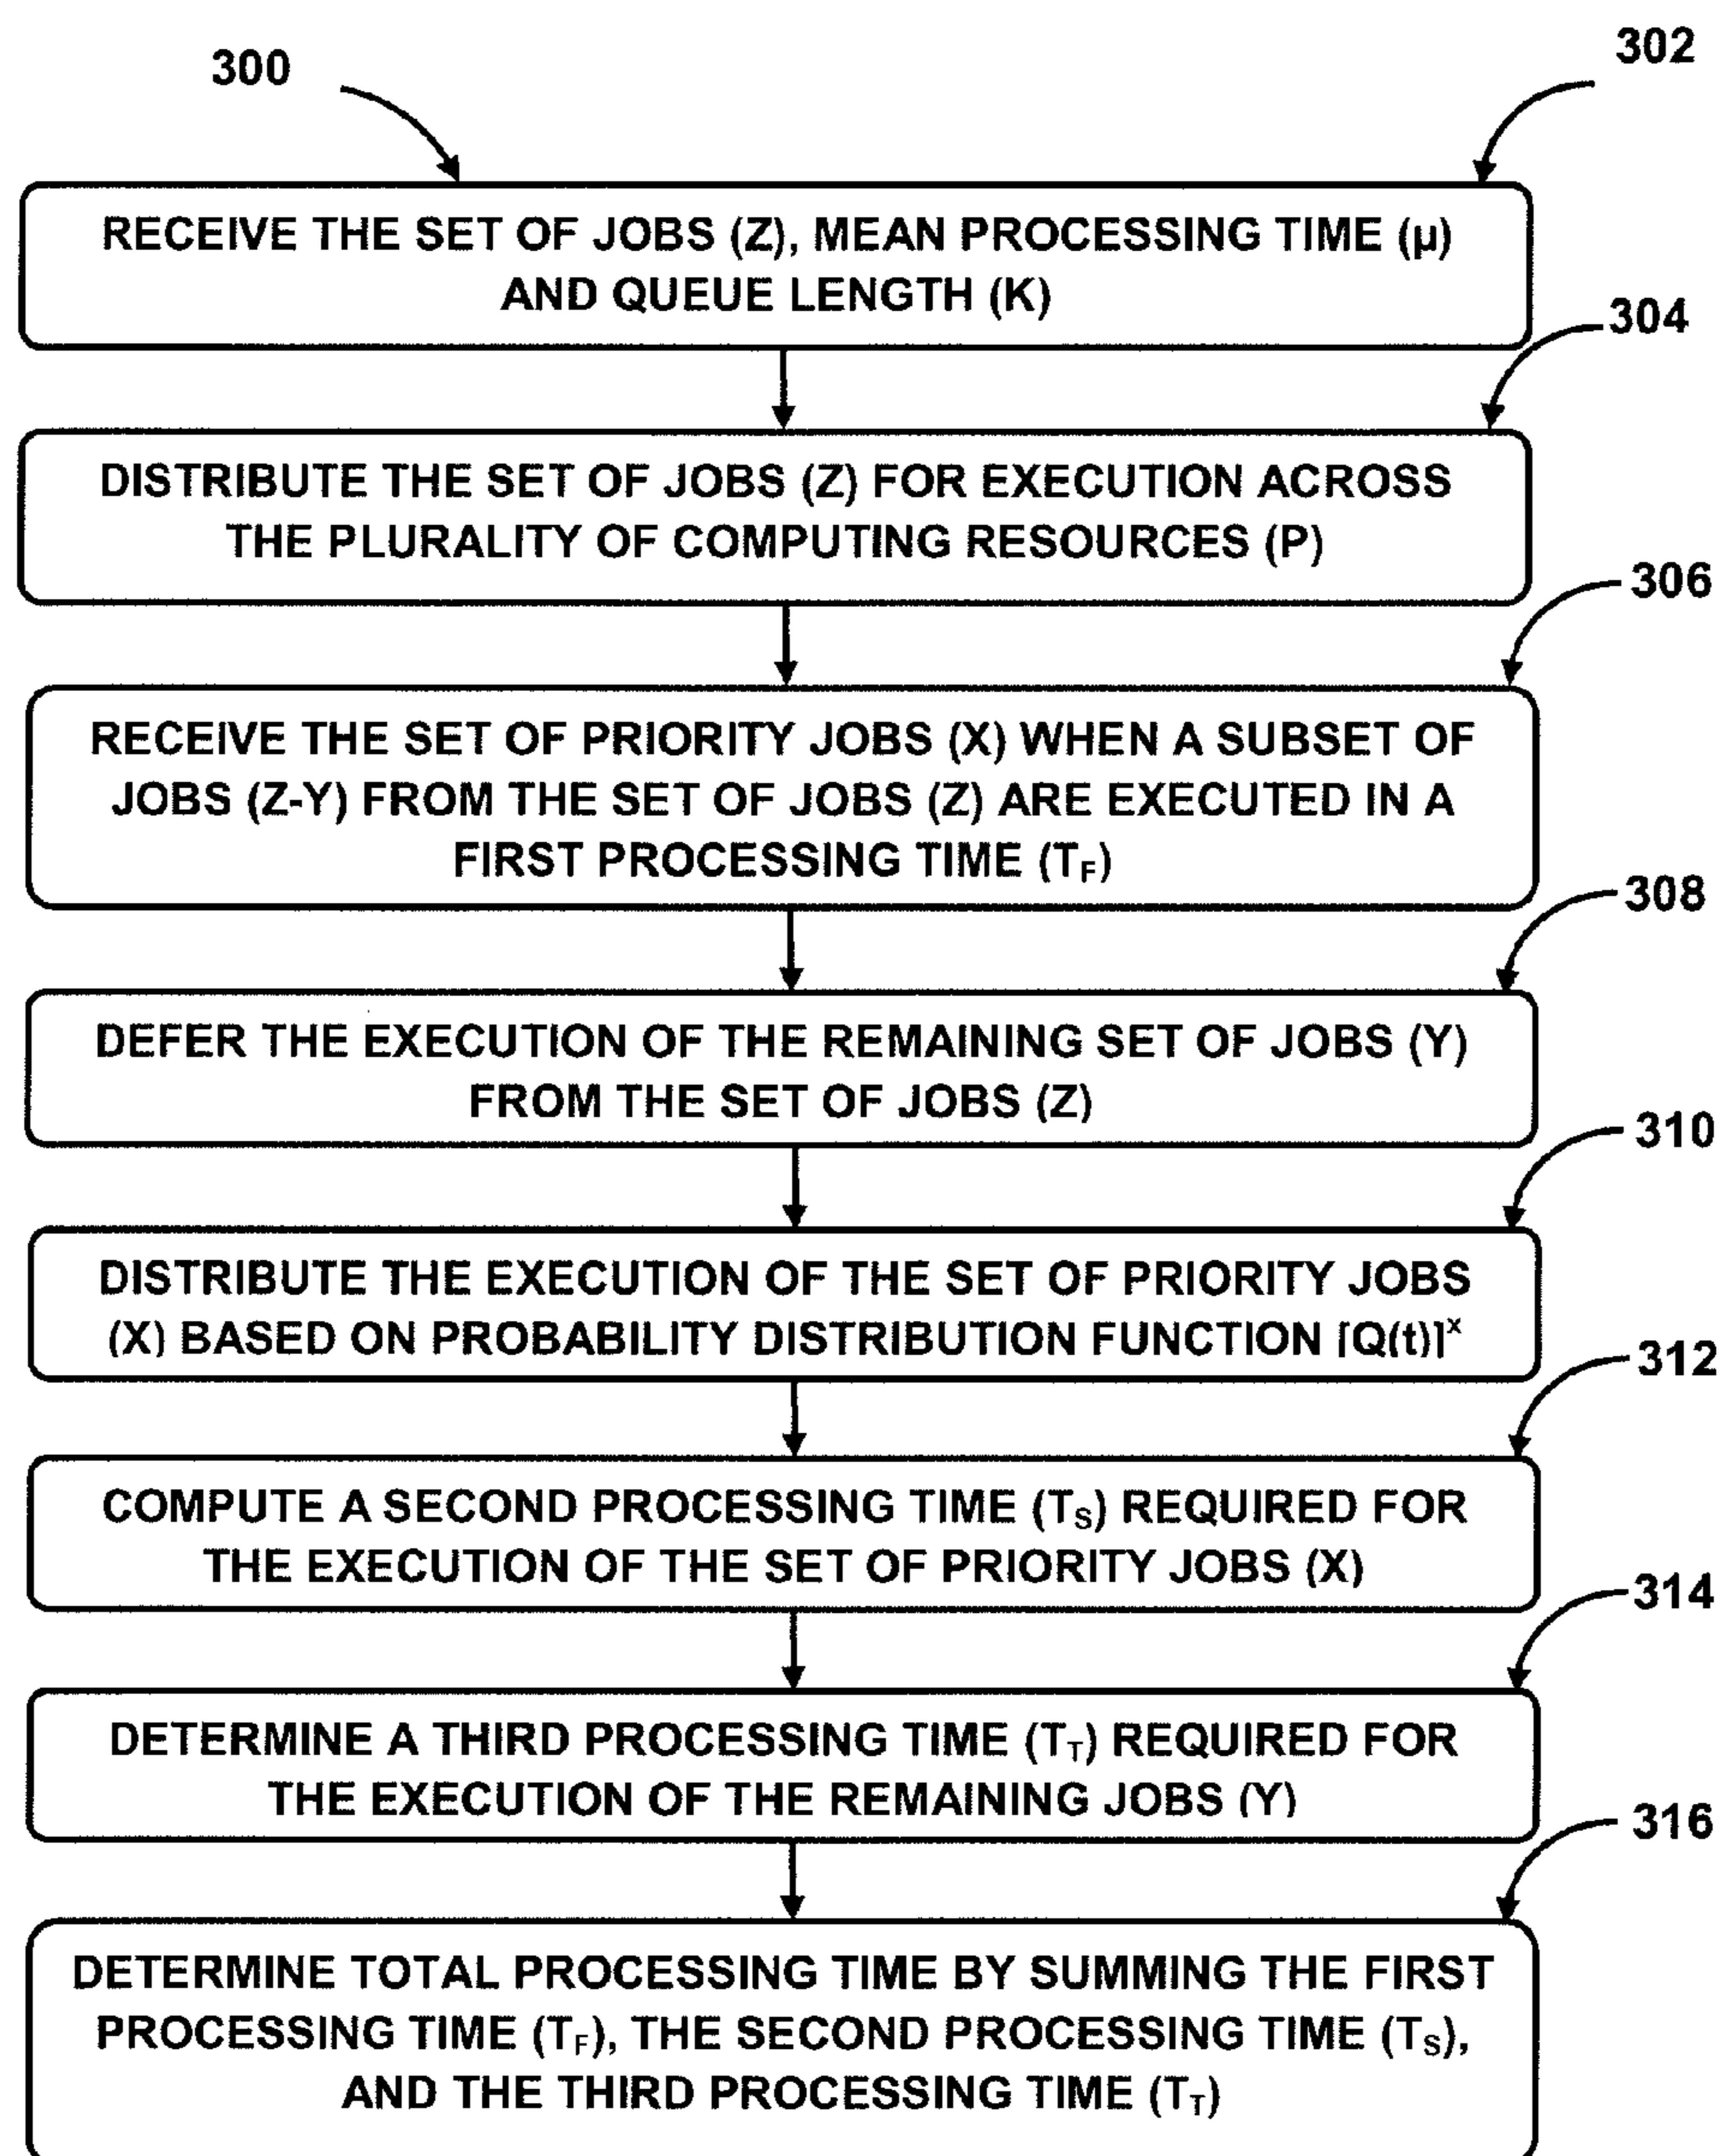 300
302
RECEIVE THE SET OF JOBS (Z), MEAN PROCESSING TIME (µ)
AND QUEUE LENGTH (K)
304
DISTRIBUTE THE SET OF JOBS (Z) FOR EXECUTION ACROSS
THE PLURALITY OF COMPUTING RESOURCES (P)
306
RECEIVE THE SET OF PRIORITY JOBS (X) WHEN A SUBSET OF
JOBS (Z-Y) FROM THE SET OF JOBS (Z) ARE EXECUTED IN A
FIRST PROCESSING TIME (T_F)
308
DEFER THE EXECUTION OF THE REMAINING SET OF JOBS (Y)
FROM THE SET OF JOBS (Z)
310
DISTRIBUTE THE EXECUTION OF THE SET OF PRIORITY JOBS
(X) BASED ON PROBABILITY DISTRIBUTION FUNCTION [Q(t)]^x
312
COMPUTE A SECOND PROCESSING TIME (T_S) REQUIRED FOR
THE EXECUTION OF THE SET OF PRIORITY JOBS (X)
314
DETERMINE A THIRD PROCESSING TIME (T_T) REQUIRED FOR
THE EXECUTION OF THE REMAINING JOBS (Y)
316
DETERMINE TOTAL PROCESSING TIME BY SUMMING THE FIRST
PROCESSING TIME (T_F), THE SECOND PROCESSING TIME (T_S),
AND THE THIRD PROCESSING TIME (T_T)